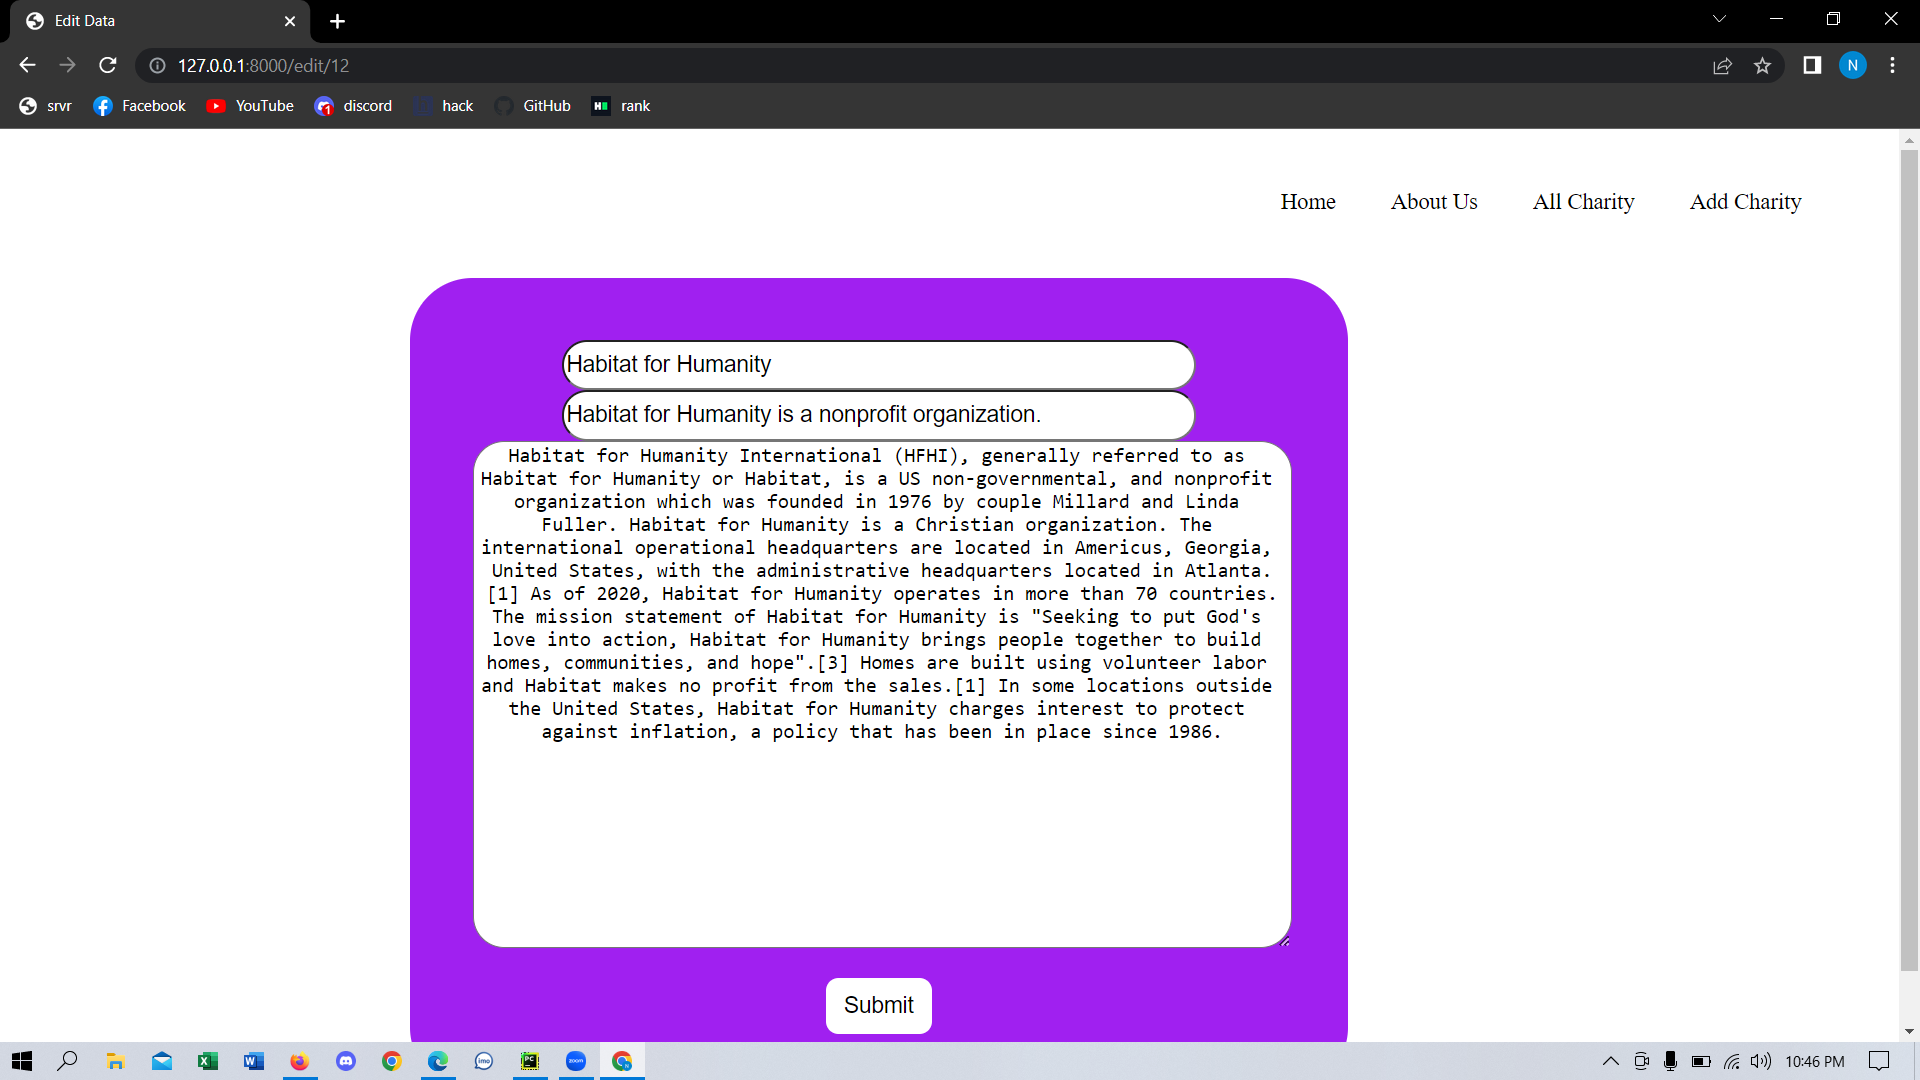 Edit Data
127.0.0.1:8000/edit/12
N
srvr Facebook YouTube 1 discord hack GitHub H rank
Home About Us All Charity Add Charity
Habitat for Humanity
Habitat for Humanity is a nonprofit organization.
Habitat for Humanity International (HFHI), generally referred to as
Habitat for Humanity or Habitat, is a US non-governmental, and nonprofit
organization which was founded in 1976 by couple Millard and Linda
Fuller. Habitat for Humanity is a Christian organization. The
international operational headquarters are located in Americus, Georgia,
United States, with the administrative headquarters located in Atlanta.
[1] As of 2020, Habitat for Humanity operates in more than 70 countries.
The mission statement of Habitat for Humanity is "Seeking to put God's
love into action, Habitat for Humanity brings people together to build
homes, communities, and hope".[3] Homes are built using volunteer labor
and Habitat makes no profit from the sales.[1] In some locations outside
the United States, Habitat for Humanity charges interest to protect
against inflation, a policy that has been in place since 1986.
Submit
imo PC zoom 10:46 PM